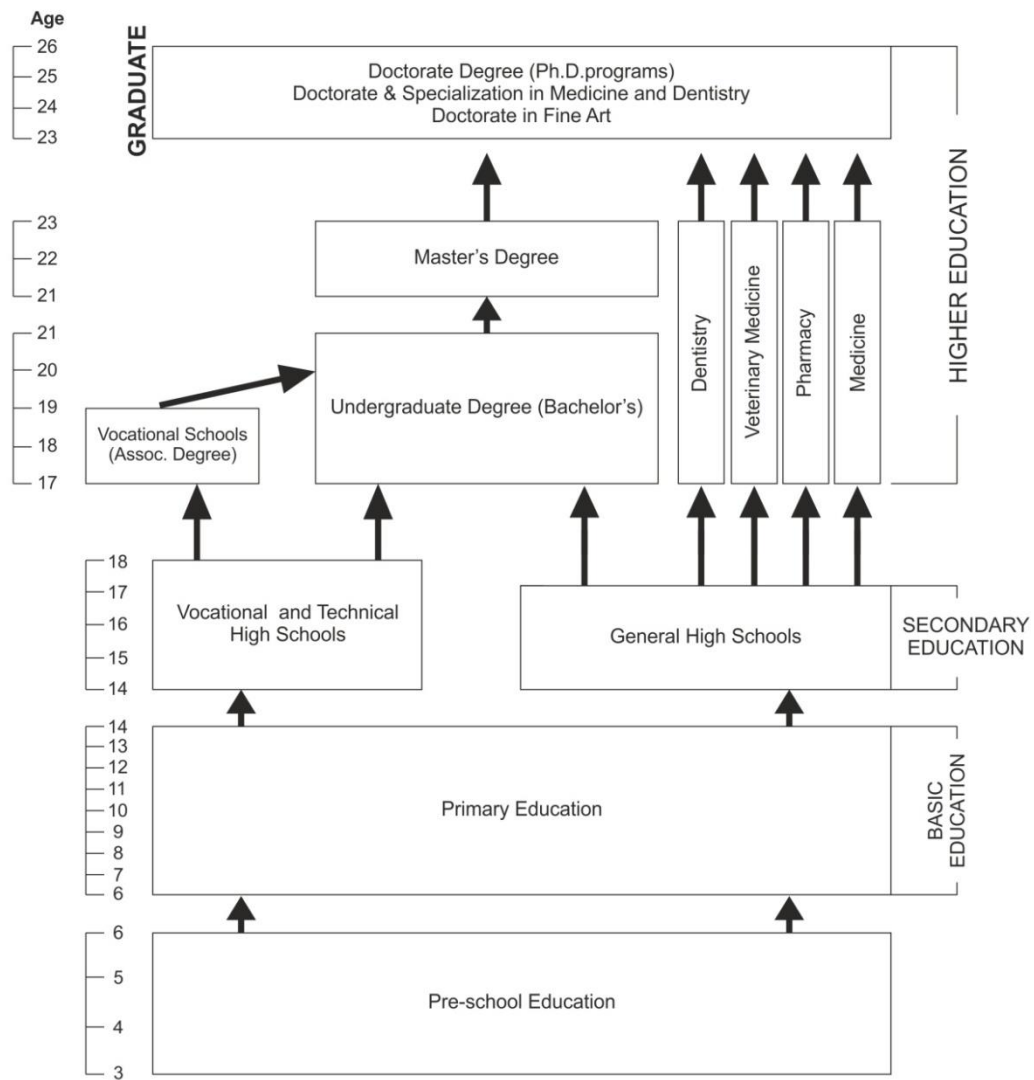 Age
26
25
24
23
GRADUATE
Doctorate Degree (Ph.D.programs)
Doctorate & Specialization in Medicine and Dentistry
Doctorate in Fine Art
HIGHER EDUCATION
23
22
21
Master's Degree
21
20
19
18
17
Undergraduate Degree (Bachelor's)
Vocational Schools
(Assoc. Degree)
Dentistry
Veterinary Medicine
Pharmacy
Medicine
18
17
16
15
14
Vocational and Technical
High Schools
General High Schools
SECONDARY
EDUCATION
14
13
12
11
10
9
8
7
6
Primary Education
BASIC
EDUCATION
6
5
4
3
Pre-school Education